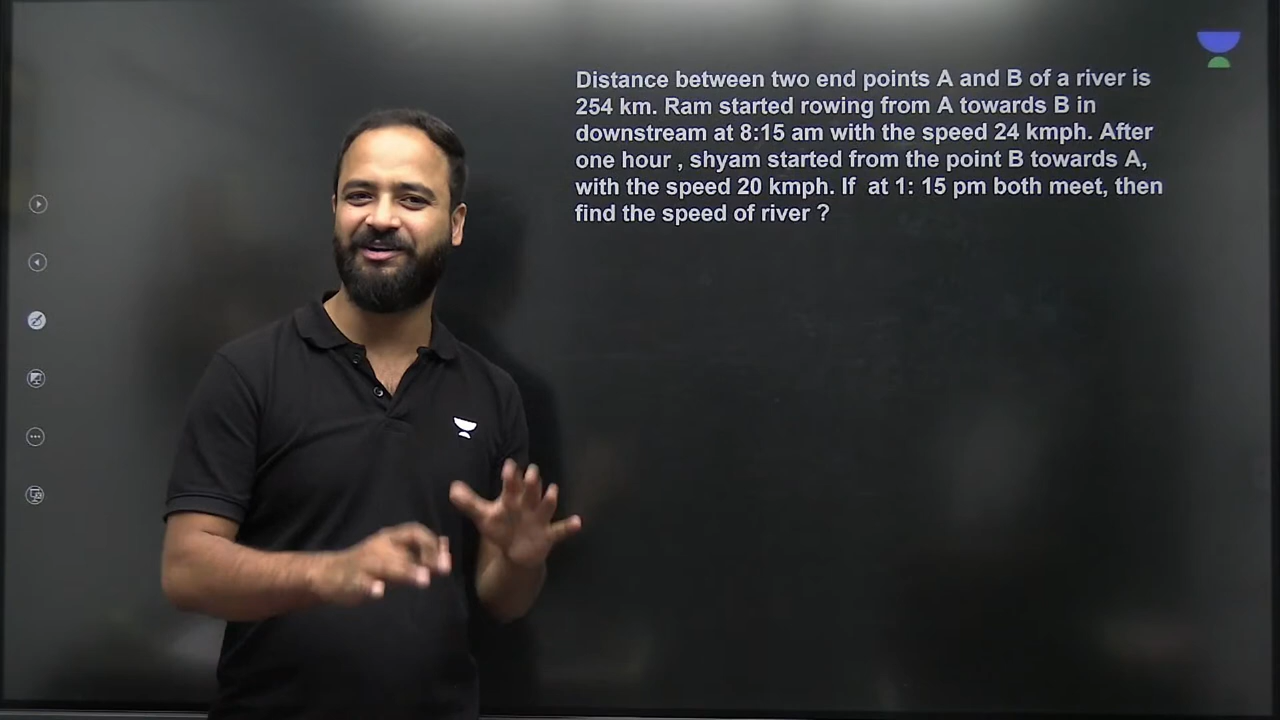 Distance between two end points A and B of a river is
254 km. Ram started rowing from A towards B in
downstream at 8:15 am with the speed 24 kmph. After
one hour , shyam started from the point B towards A,
with the speed 20 kmph. If  at 1: 15 pm both meet, then
find the speed of river ?